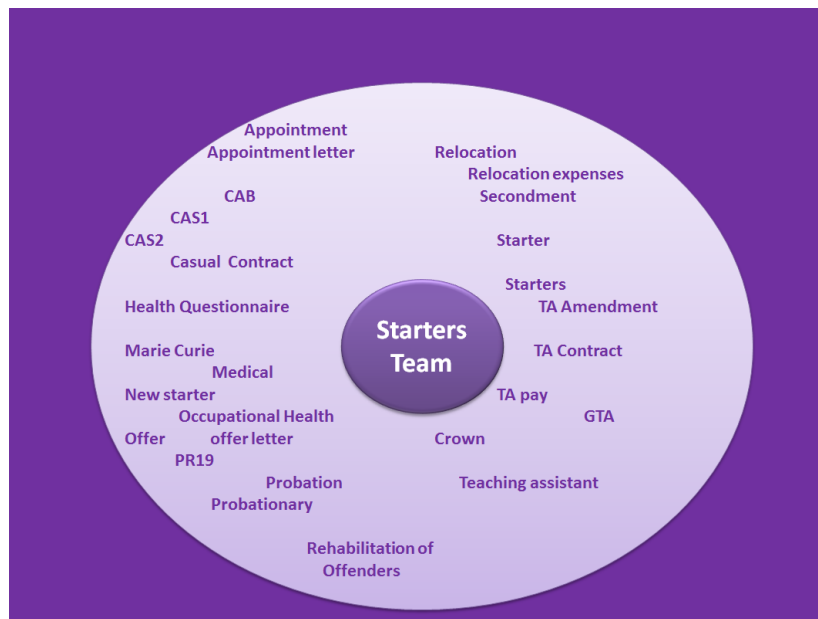 Appointment
Appointment letter
Relocation
Relocation expenses
CAB
Secondment
CAS1
CAS2
Starter
Casual Contract
Starters
Health Questionnaire
TA Amendment
Starters
Team
Marie Curie
TA Contract
Medical
New starter
TA pay
Occupational Health
GTA
Offer
offer letter
Crown
PR19
Probation
Teaching assistant
Probationary
Rehabilitation of
Offenders